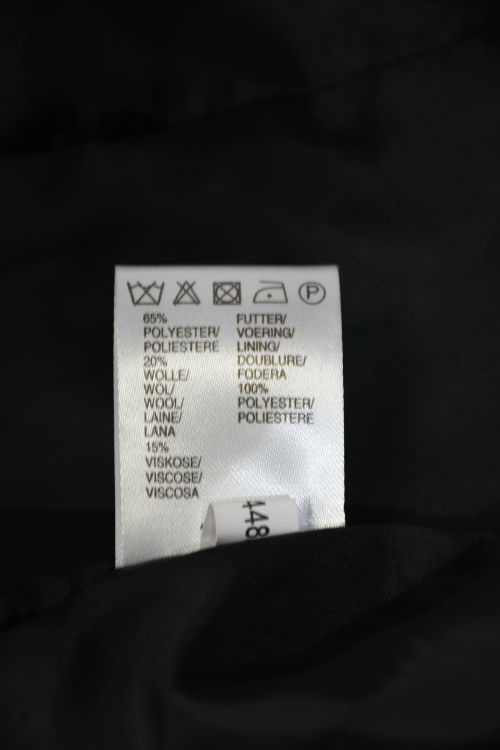 P
65%
POLYESTER/
POLIESTERE
20%
WOLLE/
WOL/
WOOL/
LAINE/
LANA
15%
VISKOSE/
VISCOSE/
VISCOSA
FUTTER/
VOERING/
LINING/
DOUBLURE/
FODERA
100%
POLYESTER/
POLIESTERE
448